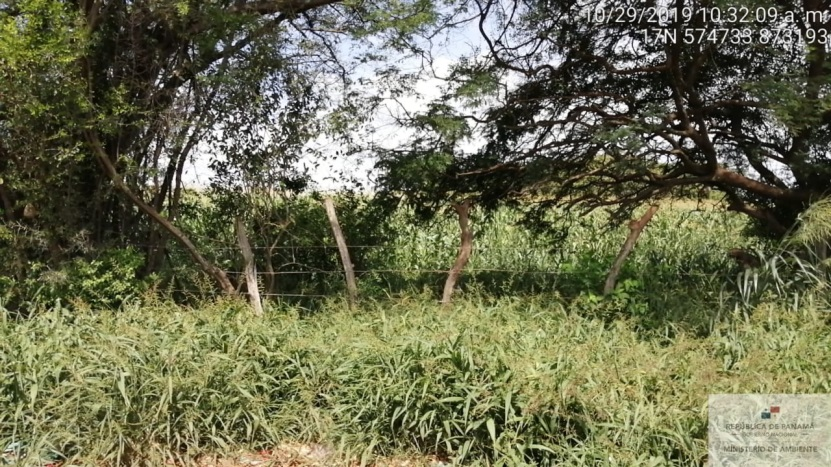 10/29/2019 10:32:09 a. m.
17N 574733 873193
REPÚBLICA DE PANAMÁ
MINISTERIO DE AMBIENTE